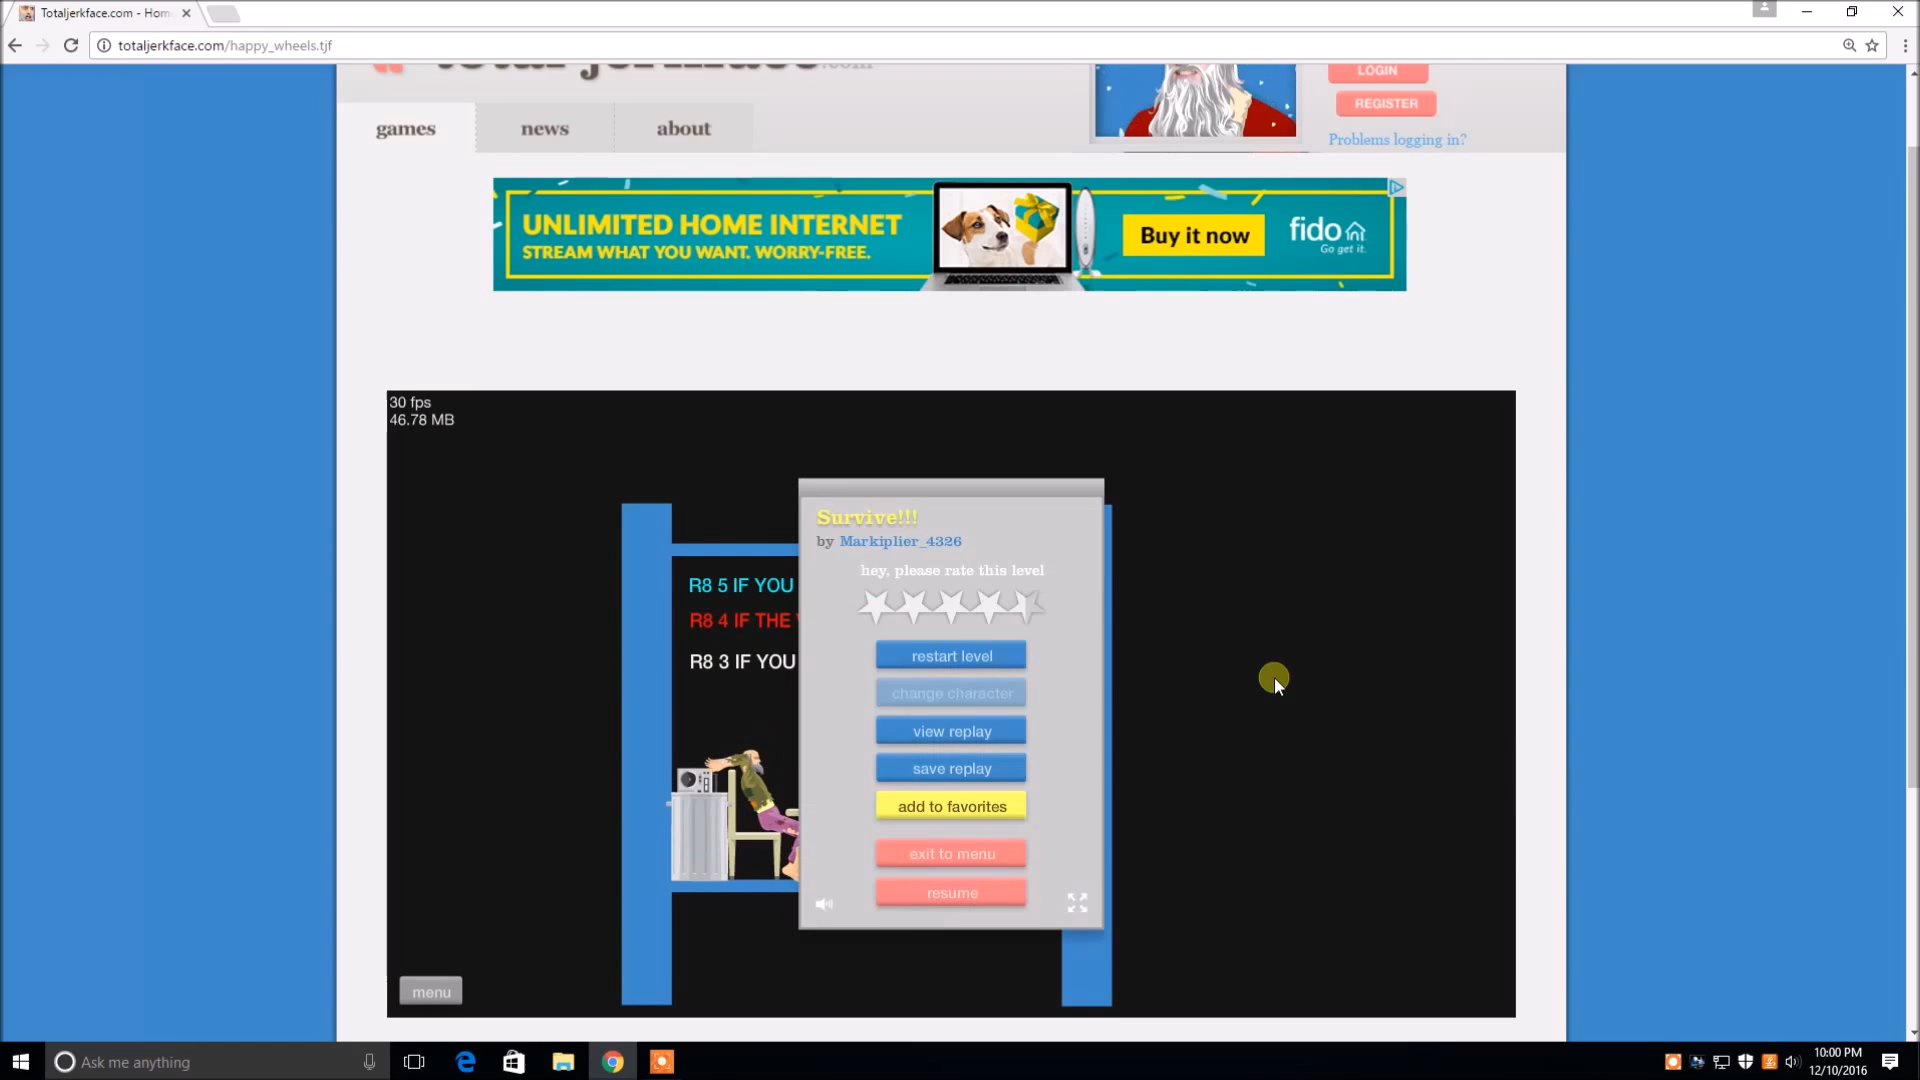 Totaljerkface.com - Hom
totaljerkface.com/happy_wheels.tjf
LOGIN
REGISTER
Problems logging in?
games
news
about
UNLIMITED HOME INTERNET
STREAM WHAT YOU WANT. WORRY-FREE.
Buy it now
fido
Go get it.
30 fps
46.78 MB
Survive!!!
by Markiplier_4326
hey, please rate this level
R8 5 IF YOU
R8 4 IF THE
R8 3 IF YOU
restart level
change character
view replay
save replay
add to favorites
exit to menu
resume
menu
Ask me anything
10:00 PM
12/10/2016